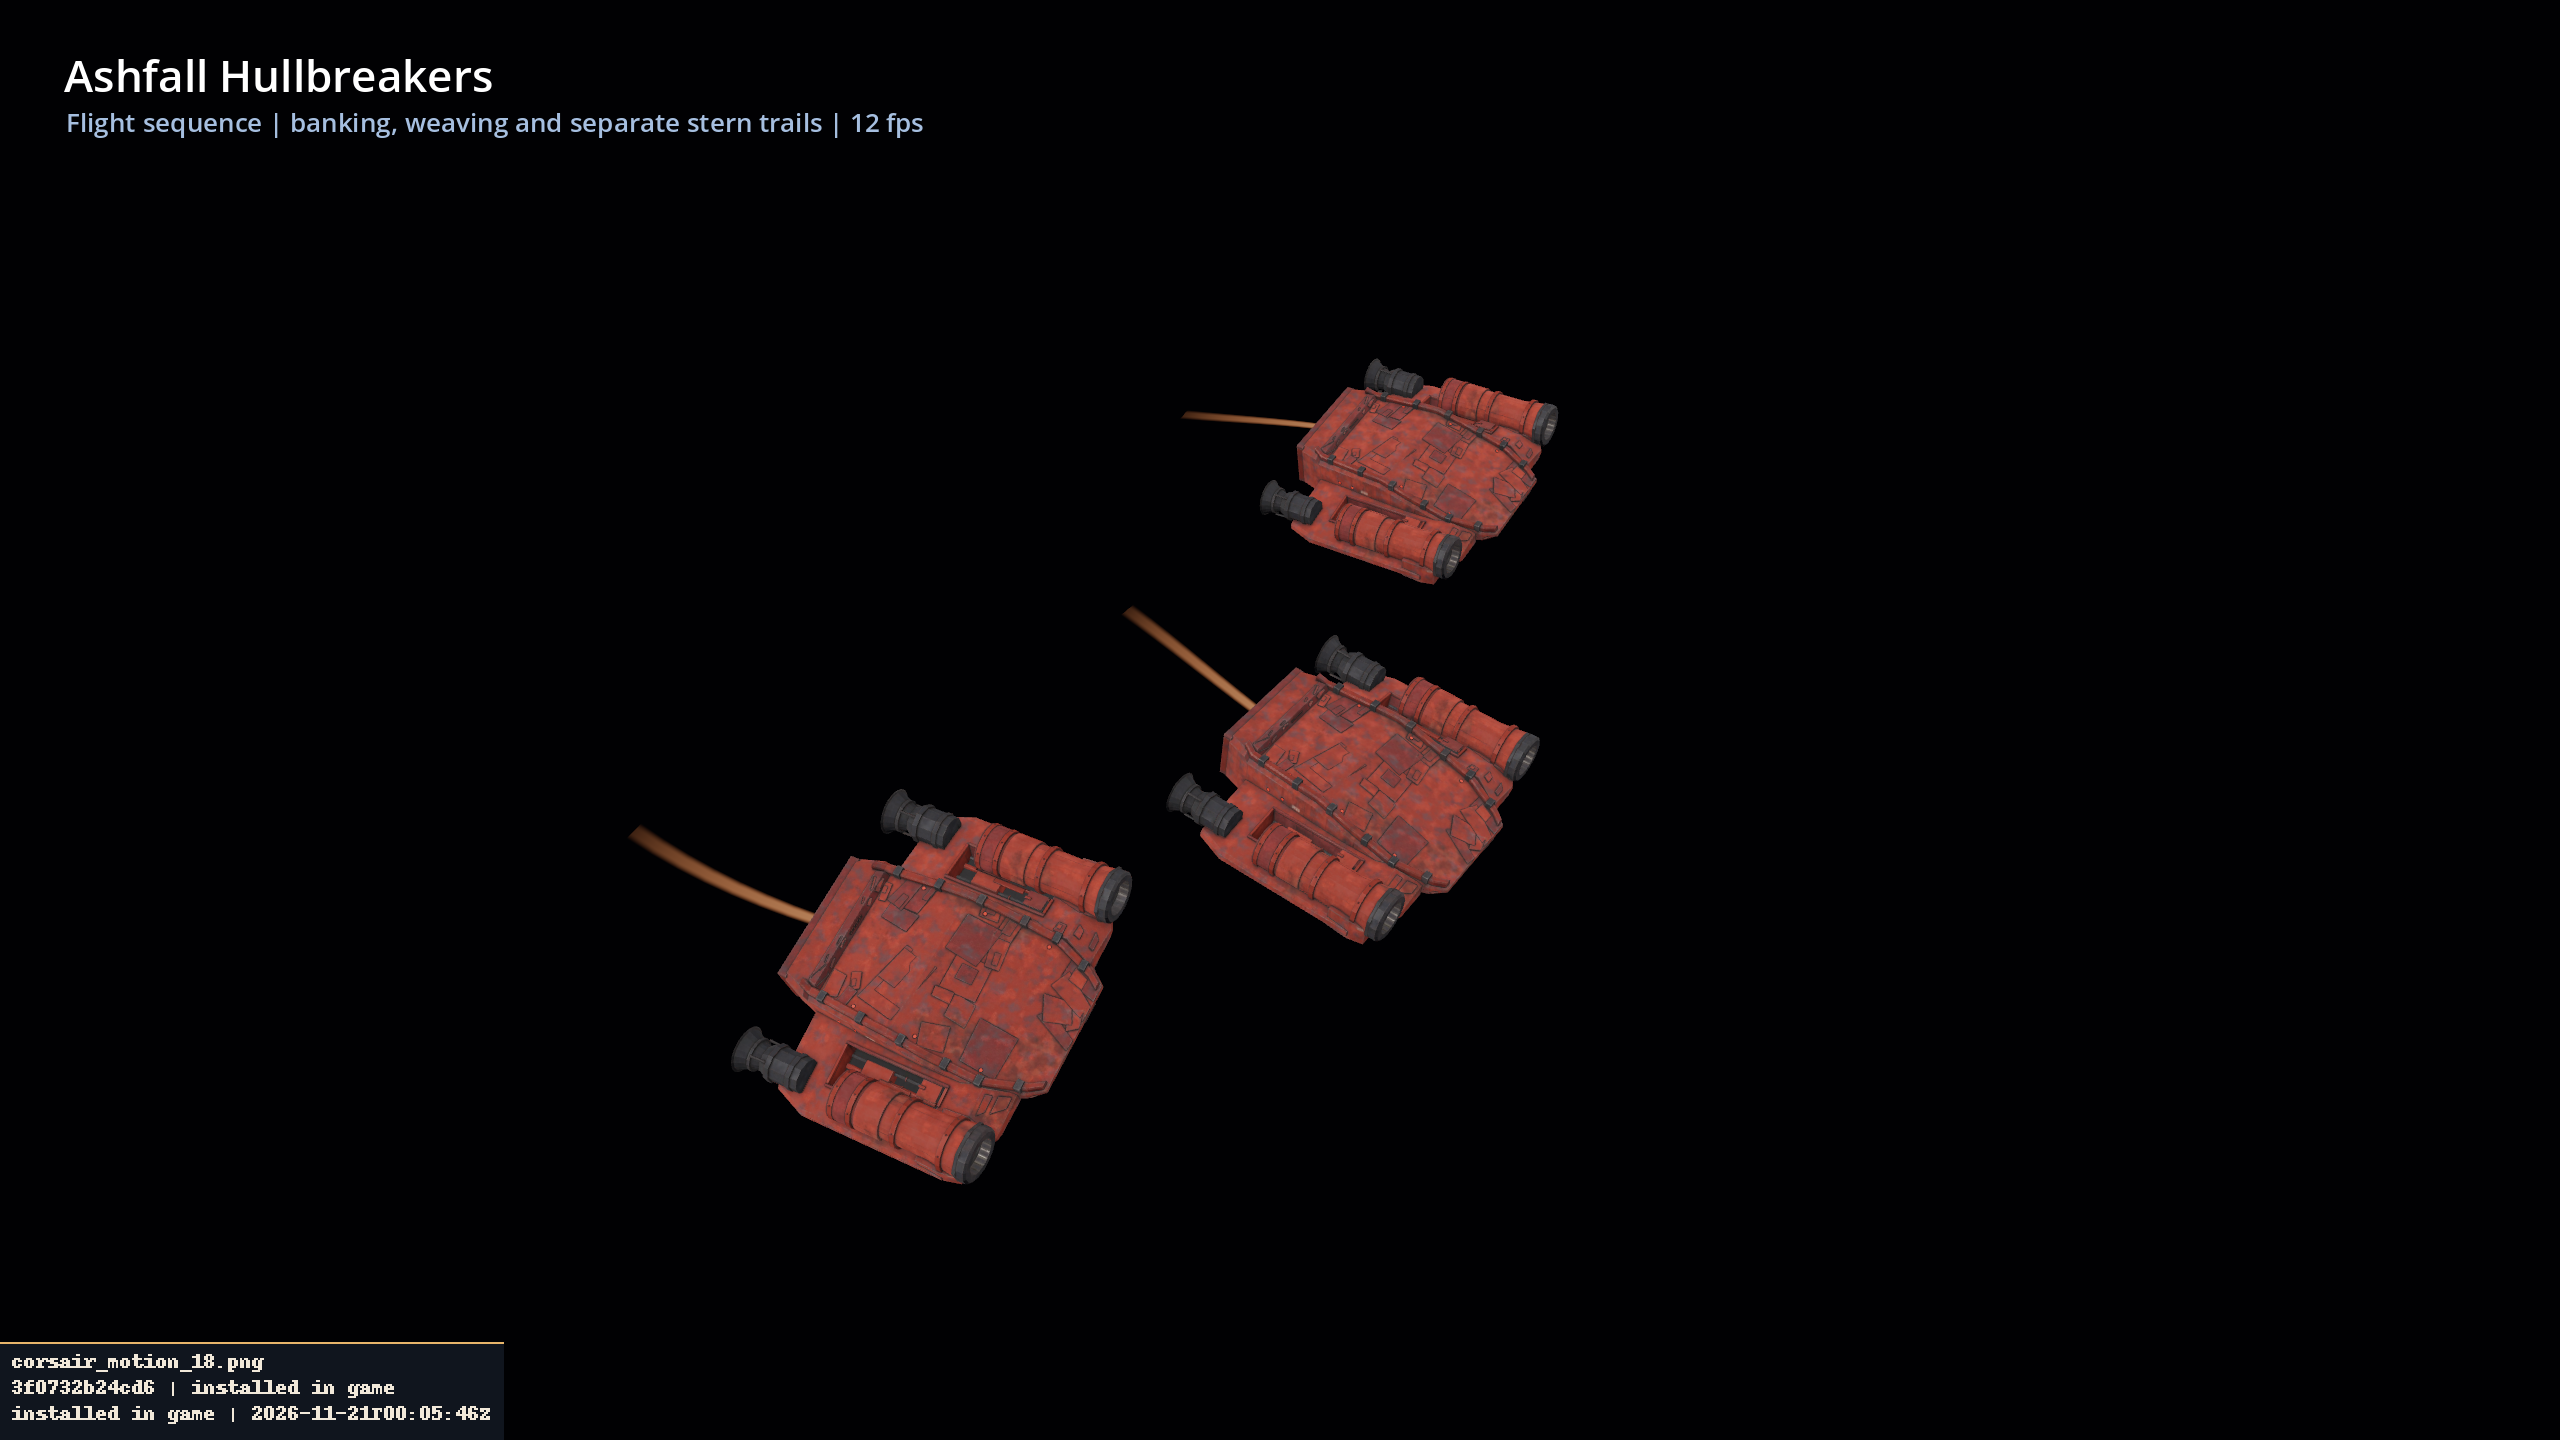 Ashfall Hullbreakers
Flight sequence | banking, weaving and separate stern trails | 12 fps
corsair_motion_18.png
3f0732b24cd6 | installed in game
installed in game | 2026-11-21T00:05:46Z